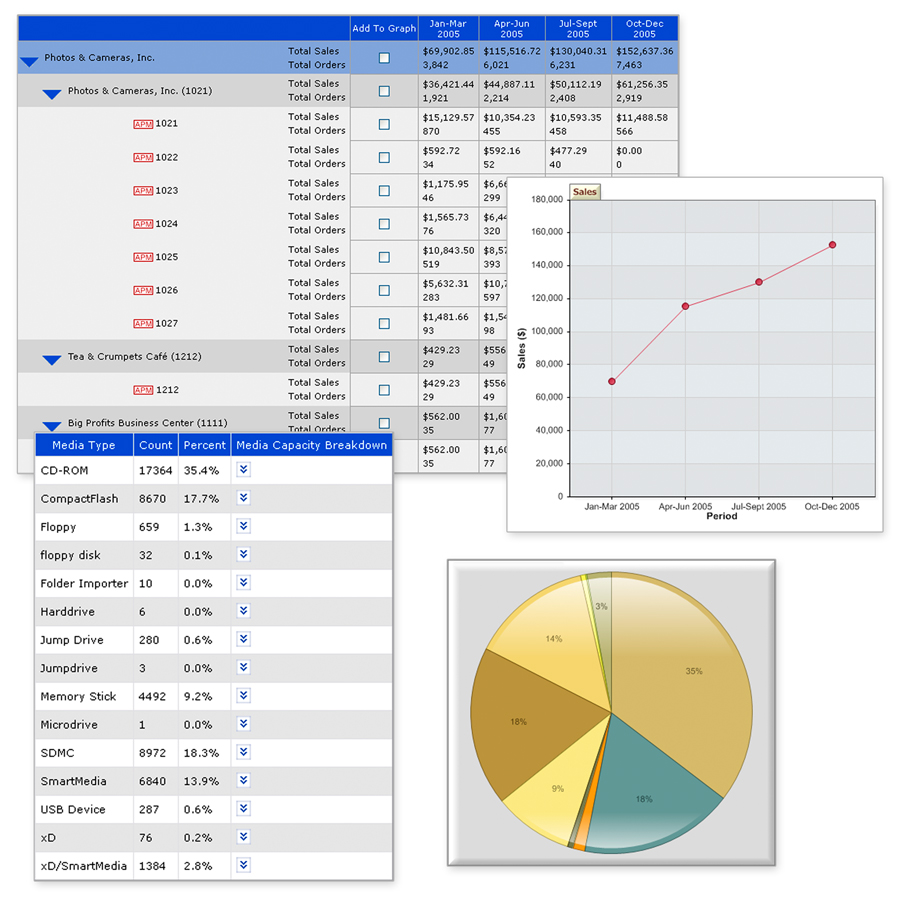 Add To Graph Jan-Mar 2005 Apr-Jun 2005 Jul-Sept 2005 Oct-Dec 2005
Photos & Cameras, Inc. Total Sales $69,902.85 $115,516.72 $130,040.31 $152,637.36
Total Orders 3,842 6,021 6,231 7,463
Photos & Cameras, Inc. (1021) Total Sales $36,421.44 $44,887.11 $50,112.19 $61,256.35
Total Orders 1,921 2,214 2,408 2,919
APM 1021 Total Sales $15,129.57 $10,354.23 $10,593.35 $11,488.58
Total Orders 870 455 458 566
APM 1022 Total Sales $592.72 $592.16 $477.29 $0.00
Total Orders 34 52 40 0
APM 1023 Total Sales $1,175.95 $6,66
Total Orders 46 299
APM 1024 Total Sales $1,565.73 $6,44
Total Orders 76 320
APM 1025 Total Sales $10,843.50 $8,57
Total Orders 519 393
APM 1026 Total Sales $5,632.31 $10,7
Total Orders 283 597
APM 1027 Total Sales $1,481.66 $1,54
Total Orders 93 98
Tea & Crumpets Café (1212) Total Sales $429.23 $556
Total Orders 29 49
APM 1212 Total Sales $429.23 $556
Total Orders 29 49
Big Profits Business Center (1111) Total Sales $562.00 $1,60
Total Orders 35 77
$562.00 $1,60
35 77
Sales
180,000
160,000
140,000
120,000
100,000
80,000
60,000
40,000
20,000
0
Sales ($)
Jan-Mar 2005 Apr-Jun 2005 Jul-Sept 2005 Oct-Dec 2005
Period
Media Type Count Percent Media Capacity Breakdown
CD-ROM 17364 35.4%
CompactFlash 8670 17.7%
Floppy 659 1.3%
floppy disk 32 0.1%
Folder Importer 10 0.0%
Harddrive 6 0.0%
Jump Drive 280 0.6%
Jumpdrive 3 0.0%
Memory Stick 4492 9.2%
Microdrive 1 0.0%
SDMC 8972 18.3%
SmartMedia 6840 13.9%
USB Device 287 0.6%
xD 76 0.2%
xD/SmartMedia 1384 2.8%
3%
14%
35%
18%
9%
18%